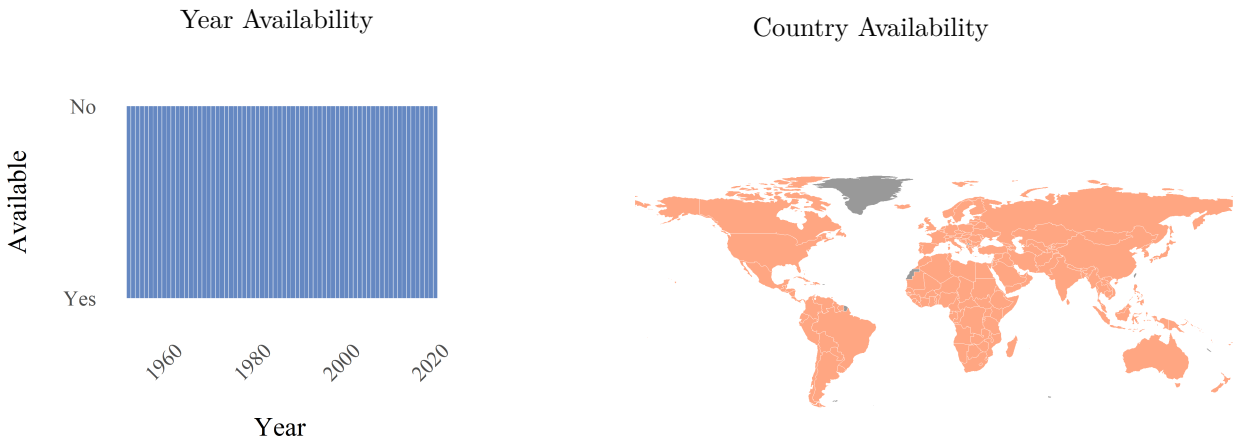 Year Availability
No
Yes
Available
1960
1980
2000
2020
Year
Country Availability